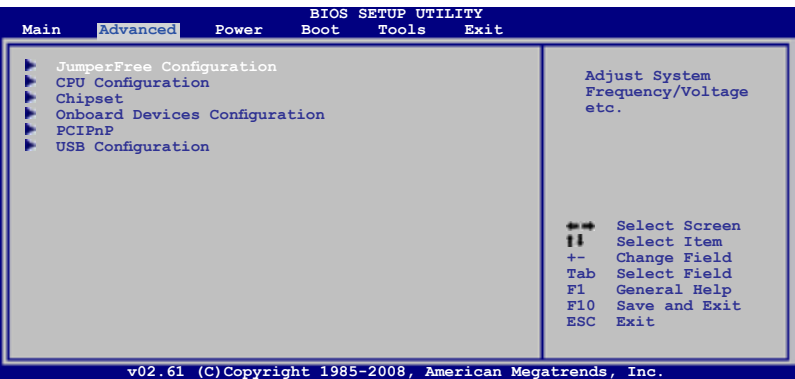 BIOS SETUP UTILITY
Main Advanced Power Boot Tools Exit
JumperFree Configuration
CPU Configuration
Chipset
Onboard Devices Configuration
PCIPnP
USB Configuration
Adjust System
Frequency/Voltage
etc.
←→ Select Screen
↑↓ Select Item
+- Change Field
Tab Select Field
F1 General Help
F10 Save and Exit
ESC Exit
v02.61 (C)Copyright 1985-2008, American Megatrends, Inc.